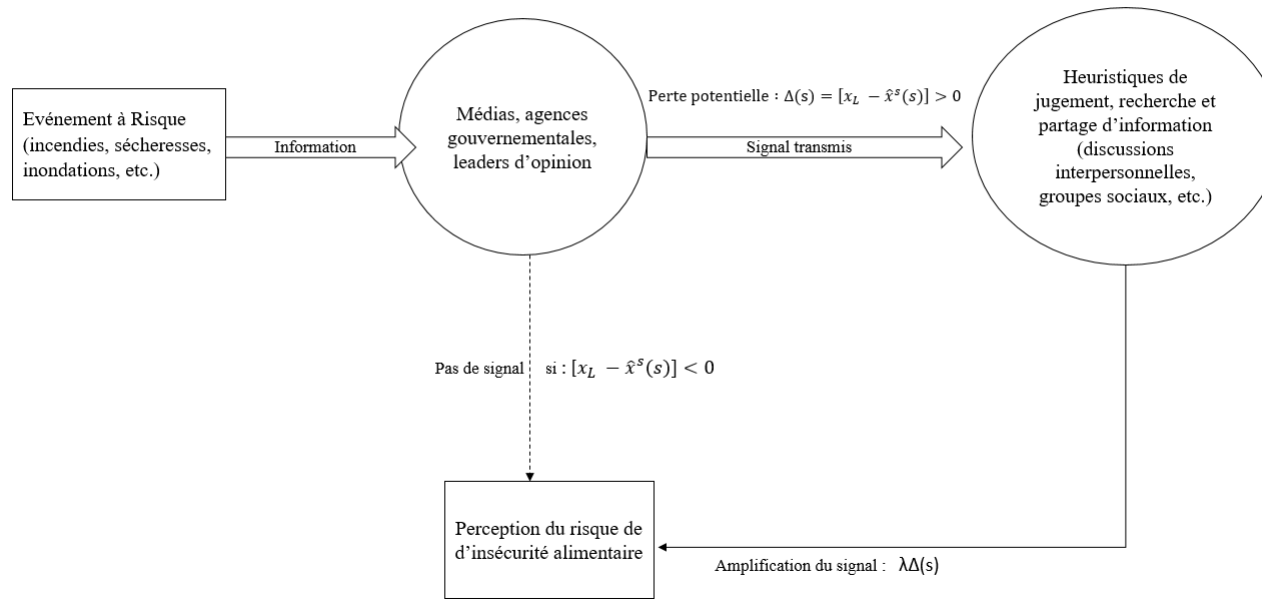 Evénement à Risque
(incendies, sécheresses,
inondations, etc.)
Information
Médias, agences
gouvernementales,
leaders d’opinion
Perte potentielle : Δ(s) = [x_L − x̂^s(s)] > 0
Signal transmis
Heuristiques de
jugement, recherche et
partage d’information
(discussions
interpersonnelles,
groupes sociaux, etc.)
Pas de signal si : [x_L − x̂^s(s)] < 0
Perception du risque de
d’insécurité alimentaire
Amplification du signal : λΔ(s)